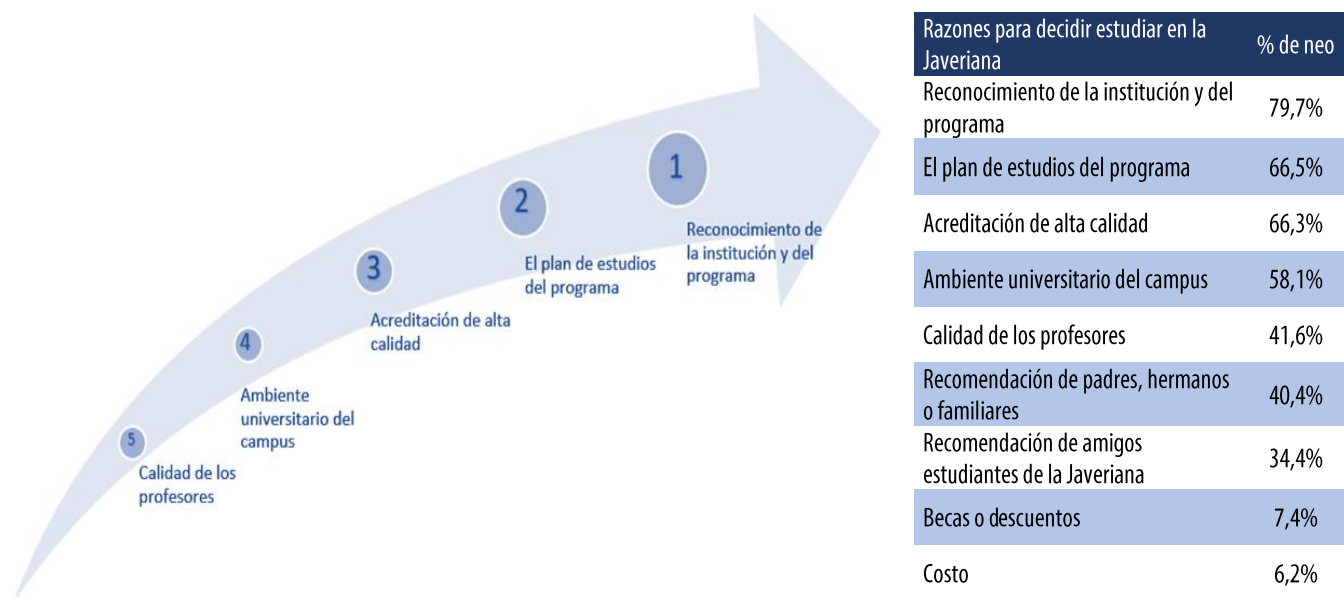 1
Reconocimiento de
la institución y del
programa
2
El plan de estudios
del programa
3
Acreditación de alta
calidad
4
Ambiente
universitario del
campus
5
Calidad de los
profesores
Razones para decidir estudiar en la
Javeriana
% de neo
Reconocimiento de la institución y del
programa
79,7%
El plan de estudios del programa
66,5%
Acreditación de alta calidad
66,3%
Ambiente universitario del campus
58,1%
Calidad de los profesores
41,6%
Recomendación de padres, hermanos
o familiares
40,4%
Recomendación de amigos
estudiantes de la Javeriana
34,4%
Becas o descuentos
7,4%
Costo
6,2%